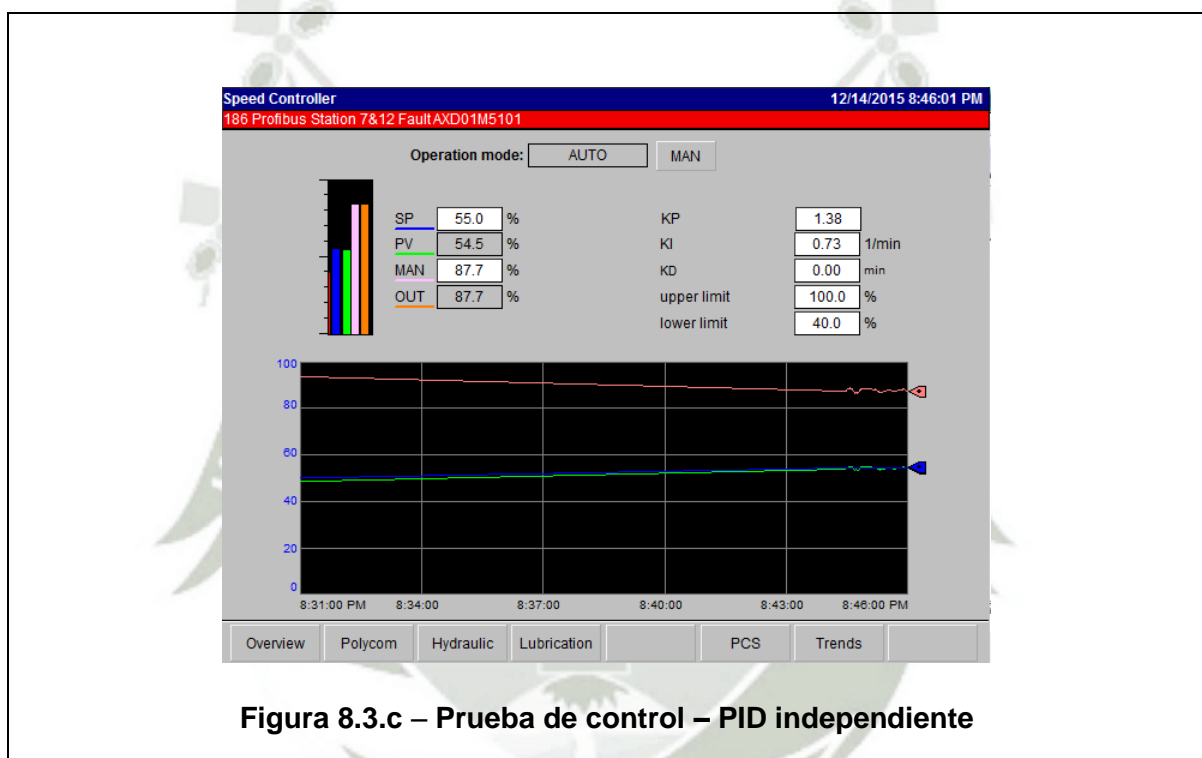 Speed Controller 12/14/2015 8:46:01 PM
186 Profibus Station 7&12 Fault AXD01M5101
Operation mode: AUTO MAN
SP 55.0 % KP 1.38
PV 54.5 % KI 0.73 1/min
MAN 87.7 % KD 0.00 min
OUT 87.7 % upper limit 100.0 %
lower limit 40.0 %
100
80
60
40
20
0
8:31:00 PM 8:34:00 8:37:00 8:40:00 8:43:00 8:46:00 PM
Overview Polycom Hydraulic Lubrication PCS Trends
Figura 8.3.c – Prueba de control – PID independiente